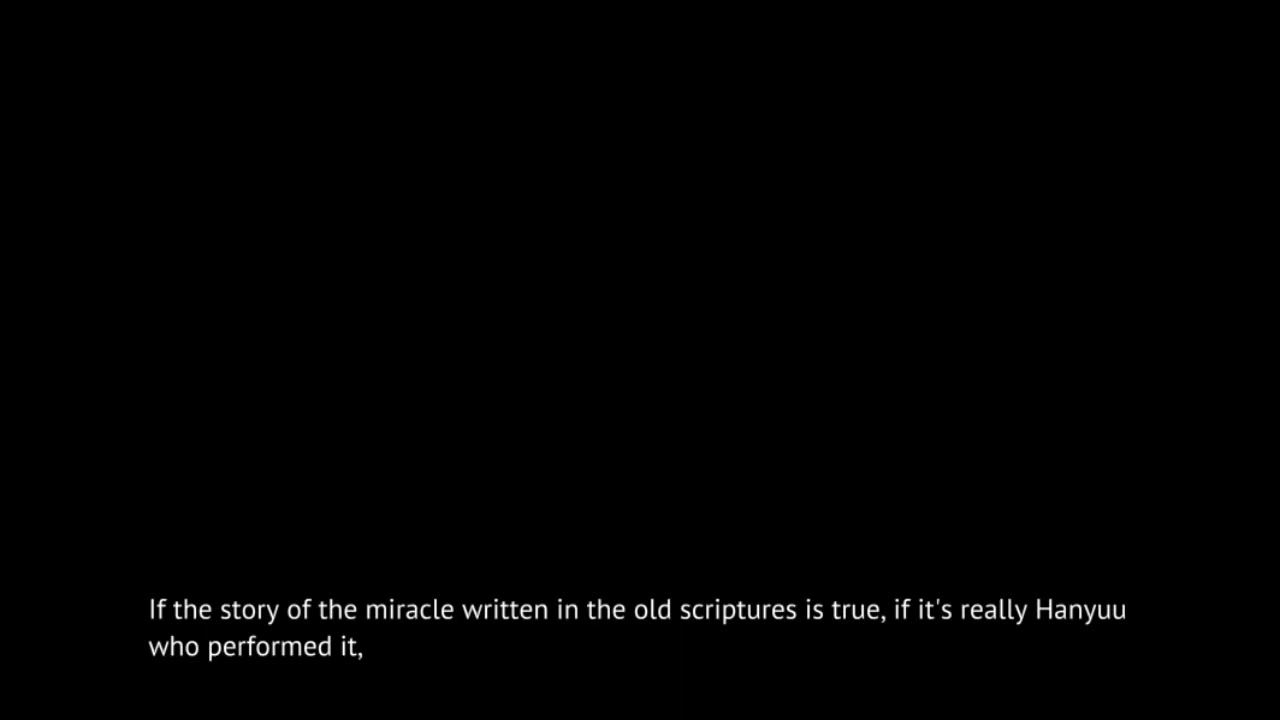 If the story of the miracle written in the old scriptures is true, if it's really Hanyuu
who performed it,